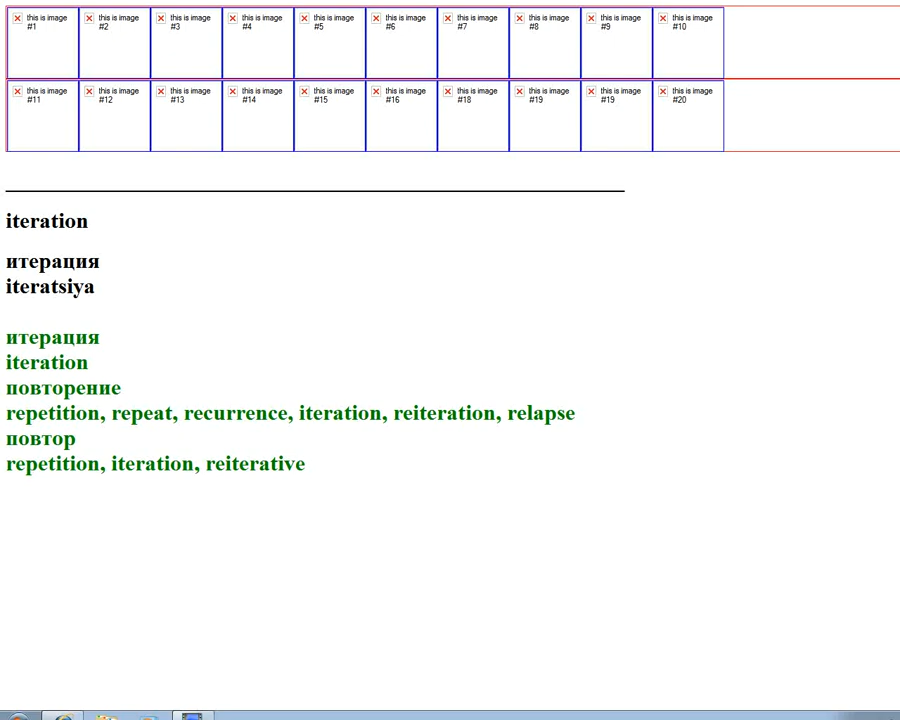 this is image #1 this is image #2 this is image #3 this is image #4 this is image #5 this is image #6 this is image #7 this is image #8 this is image #9 this is image #10
this is image #11 this is image #12 this is image #13 this is image #14 this is image #15 this is image #16 this is image #18 this is image #19 this is image #19 this is image #20
iteration
итерация
iteratsiya
итерация
iteration
повторение
repetition, repeat, recurrence, iteration, reiteration, relapse
повтор
repetition, iteration, reiterative